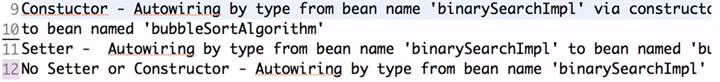 9 Constuctor - Autowiring by type from bean name 'binarySearchImpl' via constructo
10 to bean named 'bubbleSortAlgorithm'
11 Setter -  Autowiring by type from bean name 'binarySearchImpl' to bean named 'bu
12 No Setter or Constructor - Autowiring by type from bean name 'binarySearchImpl'